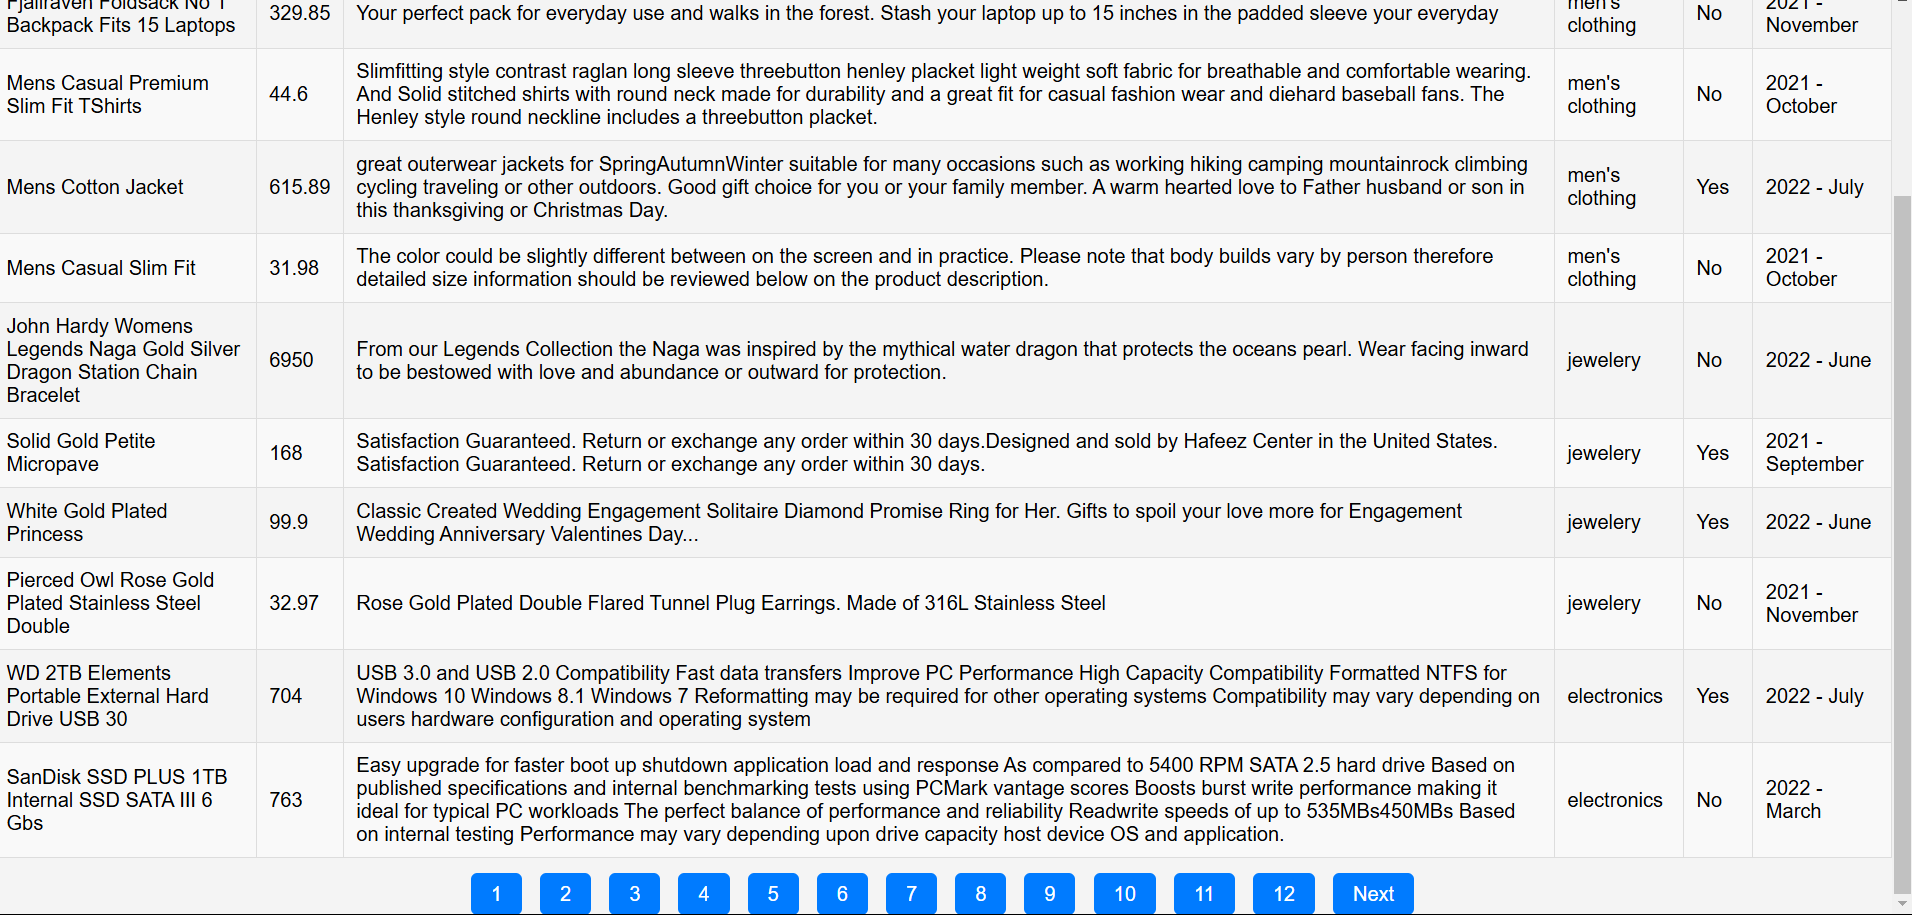 Fjallraven Foldsack No 1
Backpack Fits 15 Laptops
329.85
Your perfect pack for everyday use and walks in the forest. Stash your laptop up to 15 inches in the padded sleeve your everyday
men's
clothing
No
2021 -
November
Mens Casual Premium
Slim Fit TShirts
44.6
Slimfitting style contrast raglan long sleeve threebutton henley placket light weight soft fabric for breathable and comfortable wearing.
And Solid stitched shirts with round neck made for durability and a great fit for casual fashion wear and diehard baseball fans. The
Henley style round neckline includes a threebutton placket.
men's
clothing
No
2021 -
October
Mens Cotton Jacket
615.89
great outerwear jackets for SpringAutumnWinter suitable for many occasions such as working hiking camping mountainrock climbing
cycling traveling or other outdoors. Good gift choice for you or your family member. A warm hearted love to Father husband or son in
this thanksgiving or Christmas Day.
men's
clothing
Yes
2022 - July
Mens Casual Slim Fit
31.98
The color could be slightly different between on the screen and in practice. Please note that body builds vary by person therefore
detailed size information should be reviewed below on the product description.
men's
clothing
No
2021 -
October
John Hardy Womens
Legends Naga Gold Silver
Dragon Station Chain
Bracelet
6950
From our Legends Collection the Naga was inspired by the mythical water dragon that protects the oceans pearl. Wear facing inward
to be bestowed with love and abundance or outward for protection.
jewelery
No
2022 - June
Solid Gold Petite
Micropave
168
Satisfaction Guaranteed. Return or exchange any order within 30 days.Designed and sold by Hafeez Center in the United States.
Satisfaction Guaranteed. Return or exchange any order within 30 days.
jewelery
Yes
2021 -
September
White Gold Plated
Princess
99.9
Classic Created Wedding Engagement Solitaire Diamond Promise Ring for Her. Gifts to spoil your love more for Engagement
Wedding Anniversary Valentines Day...
jewelery
Yes
2022 - June
Pierced Owl Rose Gold
Plated Stainless Steel
Double
32.97
Rose Gold Plated Double Flared Tunnel Plug Earrings. Made of 316L Stainless Steel
jewelery
No
2021 -
November
WD 2TB Elements
Portable External Hard
Drive USB 30
704
USB 3.0 and USB 2.0 Compatibility Fast data transfers Improve PC Performance High Capacity Compatibility Formatted NTFS for
Windows 10 Windows 8.1 Windows 7 Reformatting may be required for other operating systems Compatibility may vary depending on
users hardware configuration and operating system
electronics
Yes
2022 - July
SanDisk SSD PLUS 1TB
Internal SSD SATA III 6
Gbs
763
Easy upgrade for faster boot up shutdown application load and response As compared to 5400 RPM SATA 2.5 hard drive Based on
published specifications and internal benchmarking tests using PCMark vantage scores Boosts burst write performance making it
ideal for typical PC workloads The perfect balance of performance and reliability Readwrite speeds of up to 535MBs450MBs Based
on internal testing Performance may vary depending upon drive capacity host device OS and application.
electronics
No
2022 -
March
1 2 3 4 5 6 7 8 9 10 11 12 Next